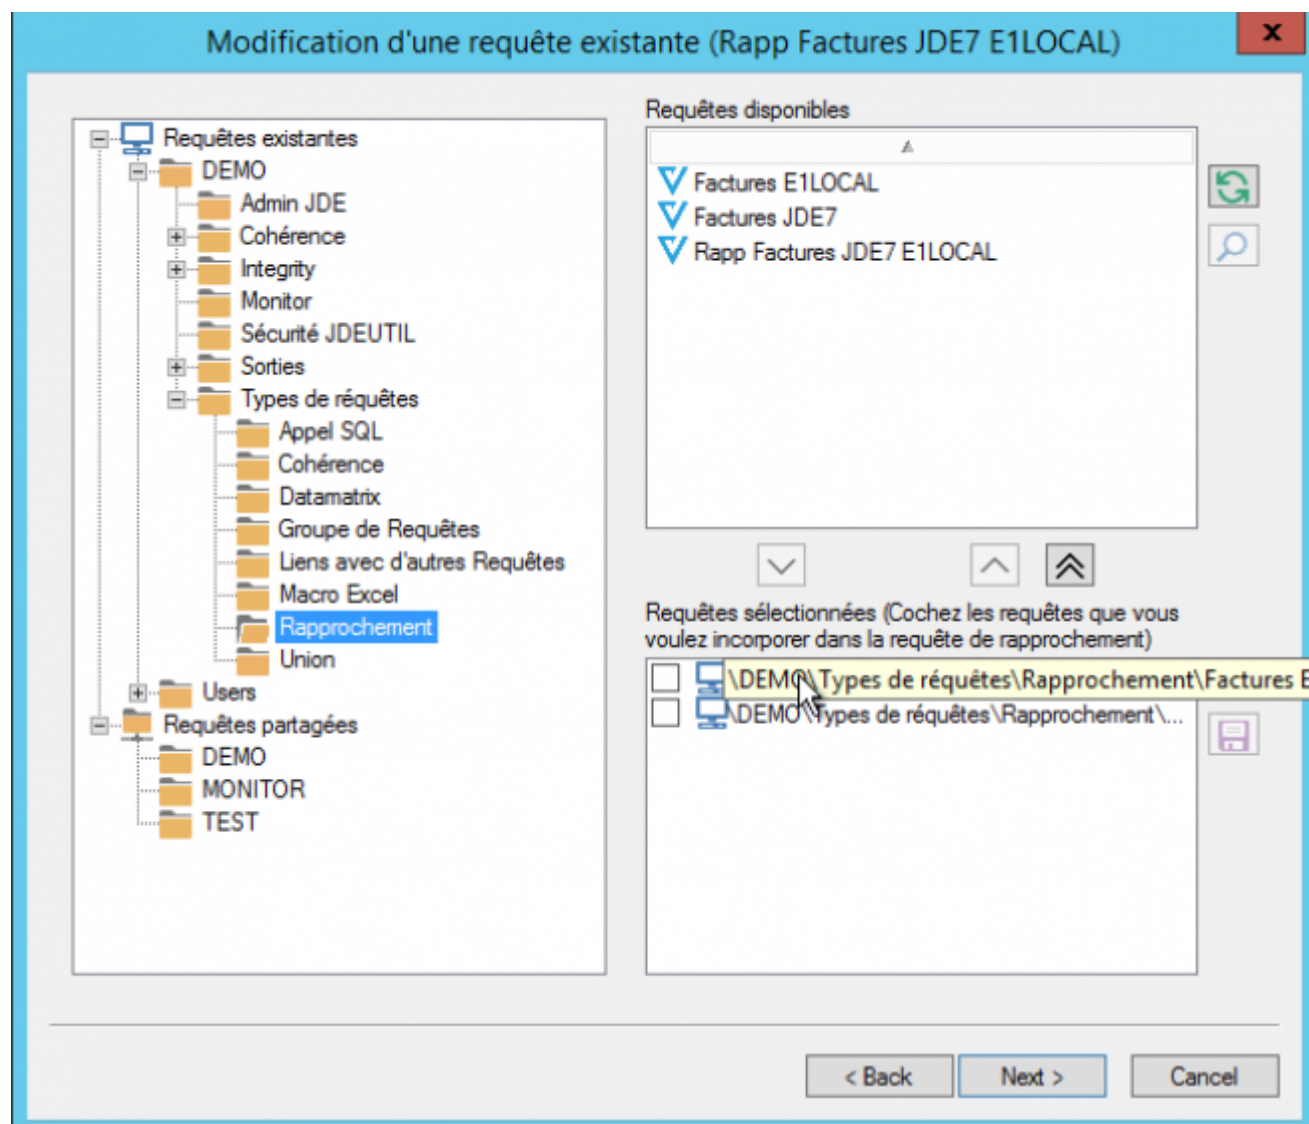 Modification d'une requête existante (Rapp Factures JDE7 E1LOCAL)
x
Requêtes existantes
DEMO
Admin JDE
Cohérence
Integrity
Monitor
Sécurité JDEUTIL
Sorties
Types de réquêtes
Appel SQL
Cohérence
Datamatrix
Groupe de Requêtes
Liens avec d'autres Requêtes
Macro Excel
Rapprochement
Union
Users
Requêtes partagées
DEMO
MONITOR
TEST
Requêtes disponibles
Factures E1LOCAL
Factures JDE7
Rapp Factures JDE7 E1LOCAL
Requêtes sélectionnées (Cochez les requêtes que vous
voulez incorporer dans la requête de rapprochement)
\DEMO\Types de réquêtes\Rapprochement\Factures E
\DEMO\Types de réquêtes\Rapprochement\...
< Back
Next >
Cancel